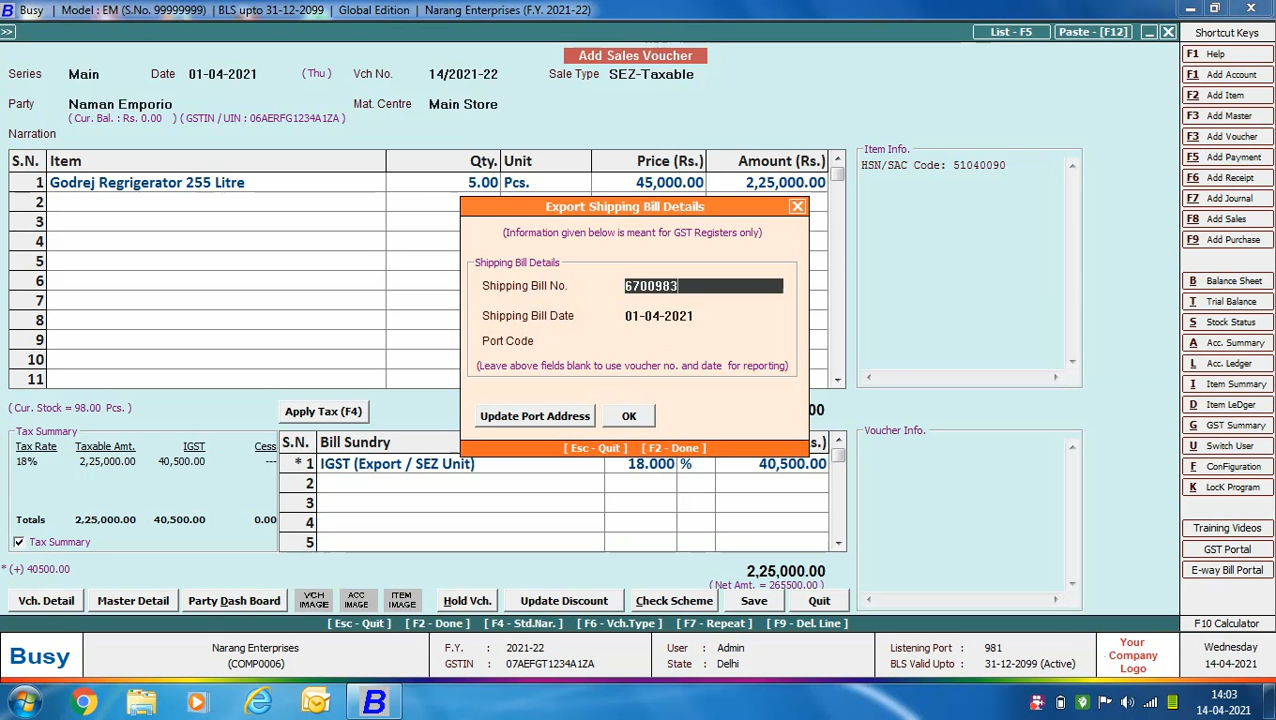 Busy Model : EM (S.No. 99999999) BLS upto 31-12-2099 Global Edition Narang Enterprises (F.Y. 2021-22)
>> List - F5 Paste - [F12]
Add Sales Voucher
Series Main Date 01-04-2021 (Thu) Vch No. 14/2021-22 Sale Type SEZ-Taxable
Party Naman Emporio Mat. Centre Main Store
(Cur. Bal. : Rs. 0.00 ) (GSTIN / UIN : 06AERFG1234A1ZA )
Narration
S.N. Item Qty. Unit Price (Rs.) Amount (Rs.)
1 Godrej Regrigerator 255 Litre 5.00 Pcs. 45,000.00 2,25,000.00
2
3
4
5
6
7
8
9
10
11
Item Info.
HSN/SAC Code: 51040090
Export Shipping Bill Details
(Information given below is meant for GST Registers only)
Shipping Bill Details
Shipping Bill No. 6700983
Shipping Bill Date 01-04-2021
Port Code
(Leave above fields blank to use voucher no. and date for reporting)
Update Port Address OK
[ Esc - Quit ] [ F2 - Done ]
(Cur. Stock = 98.00 Pcs. ) Apply Tax (F4) 00
Tax Summary
Tax Rate Taxable Amt. IGST Cess
18% 2,25,000.00 40,500.00 ---
Totals 2,25,000.00 40,500.00 0.00
Tax Summary
S.N. Bill Sundry s.)
* 1 IGST (Export / SEZ Unit) 18.000 % 40,500.00
2
3
4
5
Voucher Info.
* (+) 40500.00 2,25,000.00
( Net Amt. = 265500.00 )
Vch. Detail Master Detail Party Dash Board VCH IMAGE ACC IMAGE ITEM IMAGE Hold Vch. Update Discount Check Scheme Save Quit
[ Esc - Quit ] [ F2 - Done ] [ F4 - Std.Nar. ] [ F6 - Vch.Type ] [ F7 - Repeat ] [ F9 - Del. Line ]
Shortcut Keys
F1 Help
F1 Add Account
F2 Add Item
F3 Add Master
F3 Add Voucher
F5 Add Payment
F6 Add Receipt
F7 Add Journal
F8 Add Sales
F9 Add Purchase
B Balance Sheet
T Trial Balance
S Stock Status
A Acc. Summary
L Acc. Ledger
I Item Summary
D Item LeDger
G GST Summary
U Switch User
F ConFiguration
K LocK Program
Training Videos
GST Portal
E-way Bill Portal
F10 Calculator
Busy
Narang Enterprises
(COMP0006)
F.Y. : 2021-22
GSTIN : 07AEFGT1234A1ZA
User : Admin
State : Delhi
Listening Port : 981
BLS Valid Upto : 31-12-2099 (Active)
Your
Company
Logo
Wednesday
14-04-2021
14:03
14-04-2021